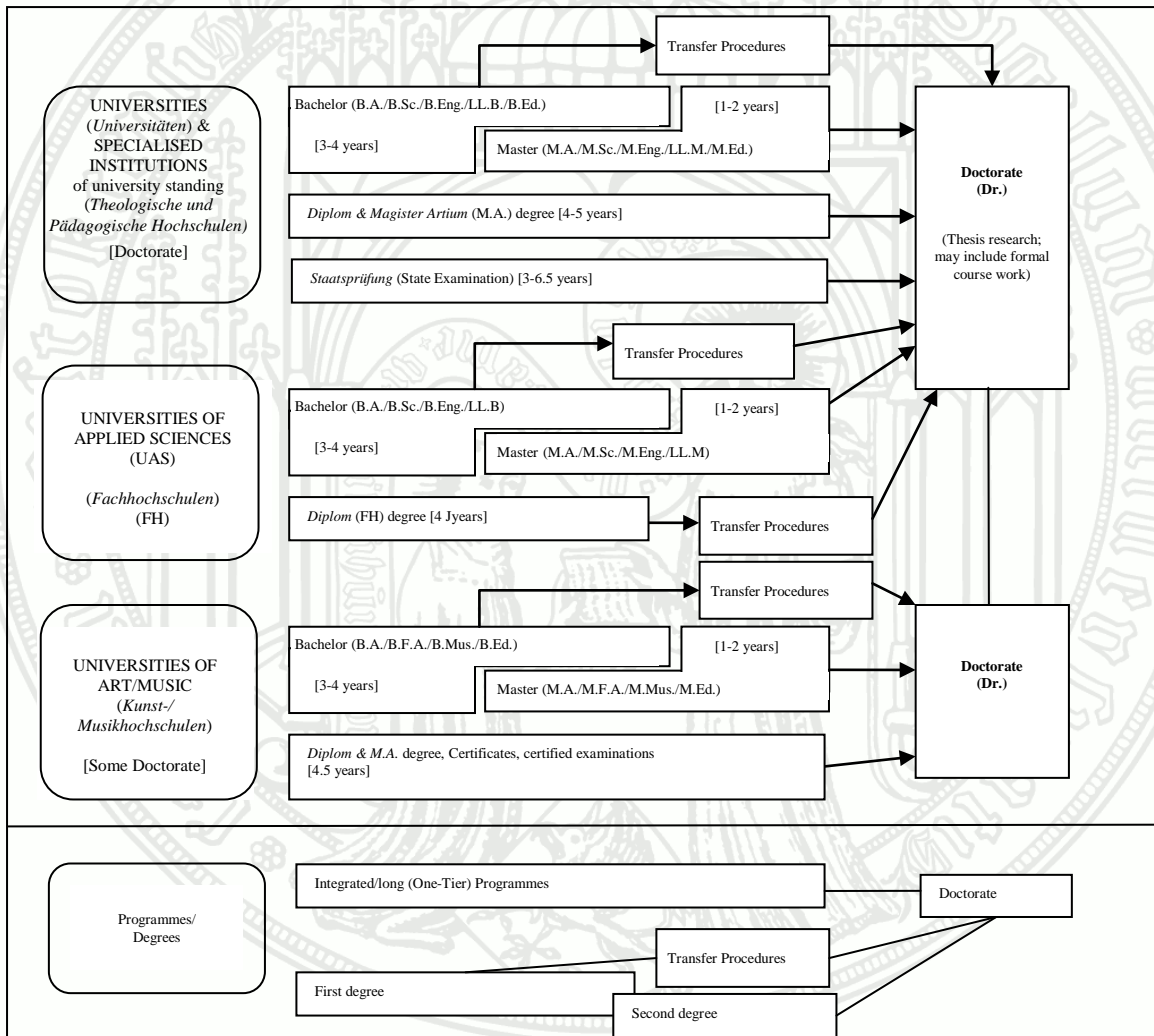 Transfer Procedures
UNIVERSITIES
(Universitäten) &
SPECIALISED
INSTITUTIONS
of university standing
(Theologische und
Pädagogische Hochschulen)
[Doctorate]
Bachelor (B.A./B.Sc./B.Eng./LL.B./B.Ed.)
[3-4 years]
[1-2 years]
Master (M.A./M.Sc./M.Eng./LL.M./M.Ed.)
Diplom & Magister Artium (M.A.) degree [4-5 years]
Staatsprüfung (State Examination) [3-6.5 years]
Doctorate
(Dr.)
(Thesis research;
may include formal
course work)
UNIVERSITIES OF
APPLIED SCIENCES
(UAS)
(Fachhochschulen)
(FH)
Transfer Procedures
Bachelor (B.A./B.Sc./B.Eng./LL.B)
[3-4 years]
[1-2 years]
Master (M.A./M.Sc./M.Eng./LL.M)
Diplom (FH) degree [4 Jyears]
Transfer Procedures
UNIVERSITIES OF
ART/MUSIC
(Kunst-/
Musikhochschulen)
[Some Doctorate]
Transfer Procedures
Bachelor (B.A./B.F.A./B.Mus./B.Ed.)
[3-4 years]
[1-2 years]
Master (M.A./M.F.A./M.Mus./M.Ed.)
Diplom & M.A. degree, Certificates, certified examinations
[4.5 years]
Doctorate
(Dr.)
Programmes/
Degrees
Integrated/long (One-Tier) Programmes
Doctorate
Transfer Procedures
First degree
Second degree